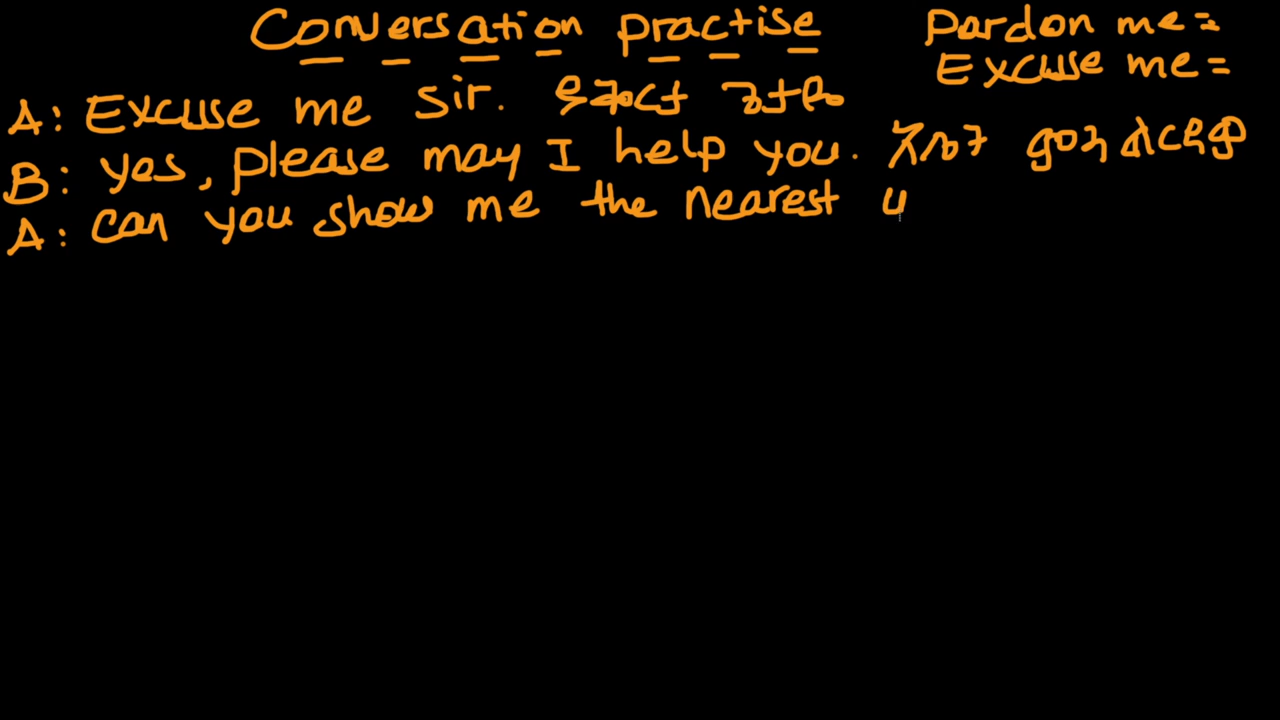 Conversation practise
Pardon me =
Excuse me =
A: Excuse me sir.
B: yes, please may I help you.
A: can you show me the nearest